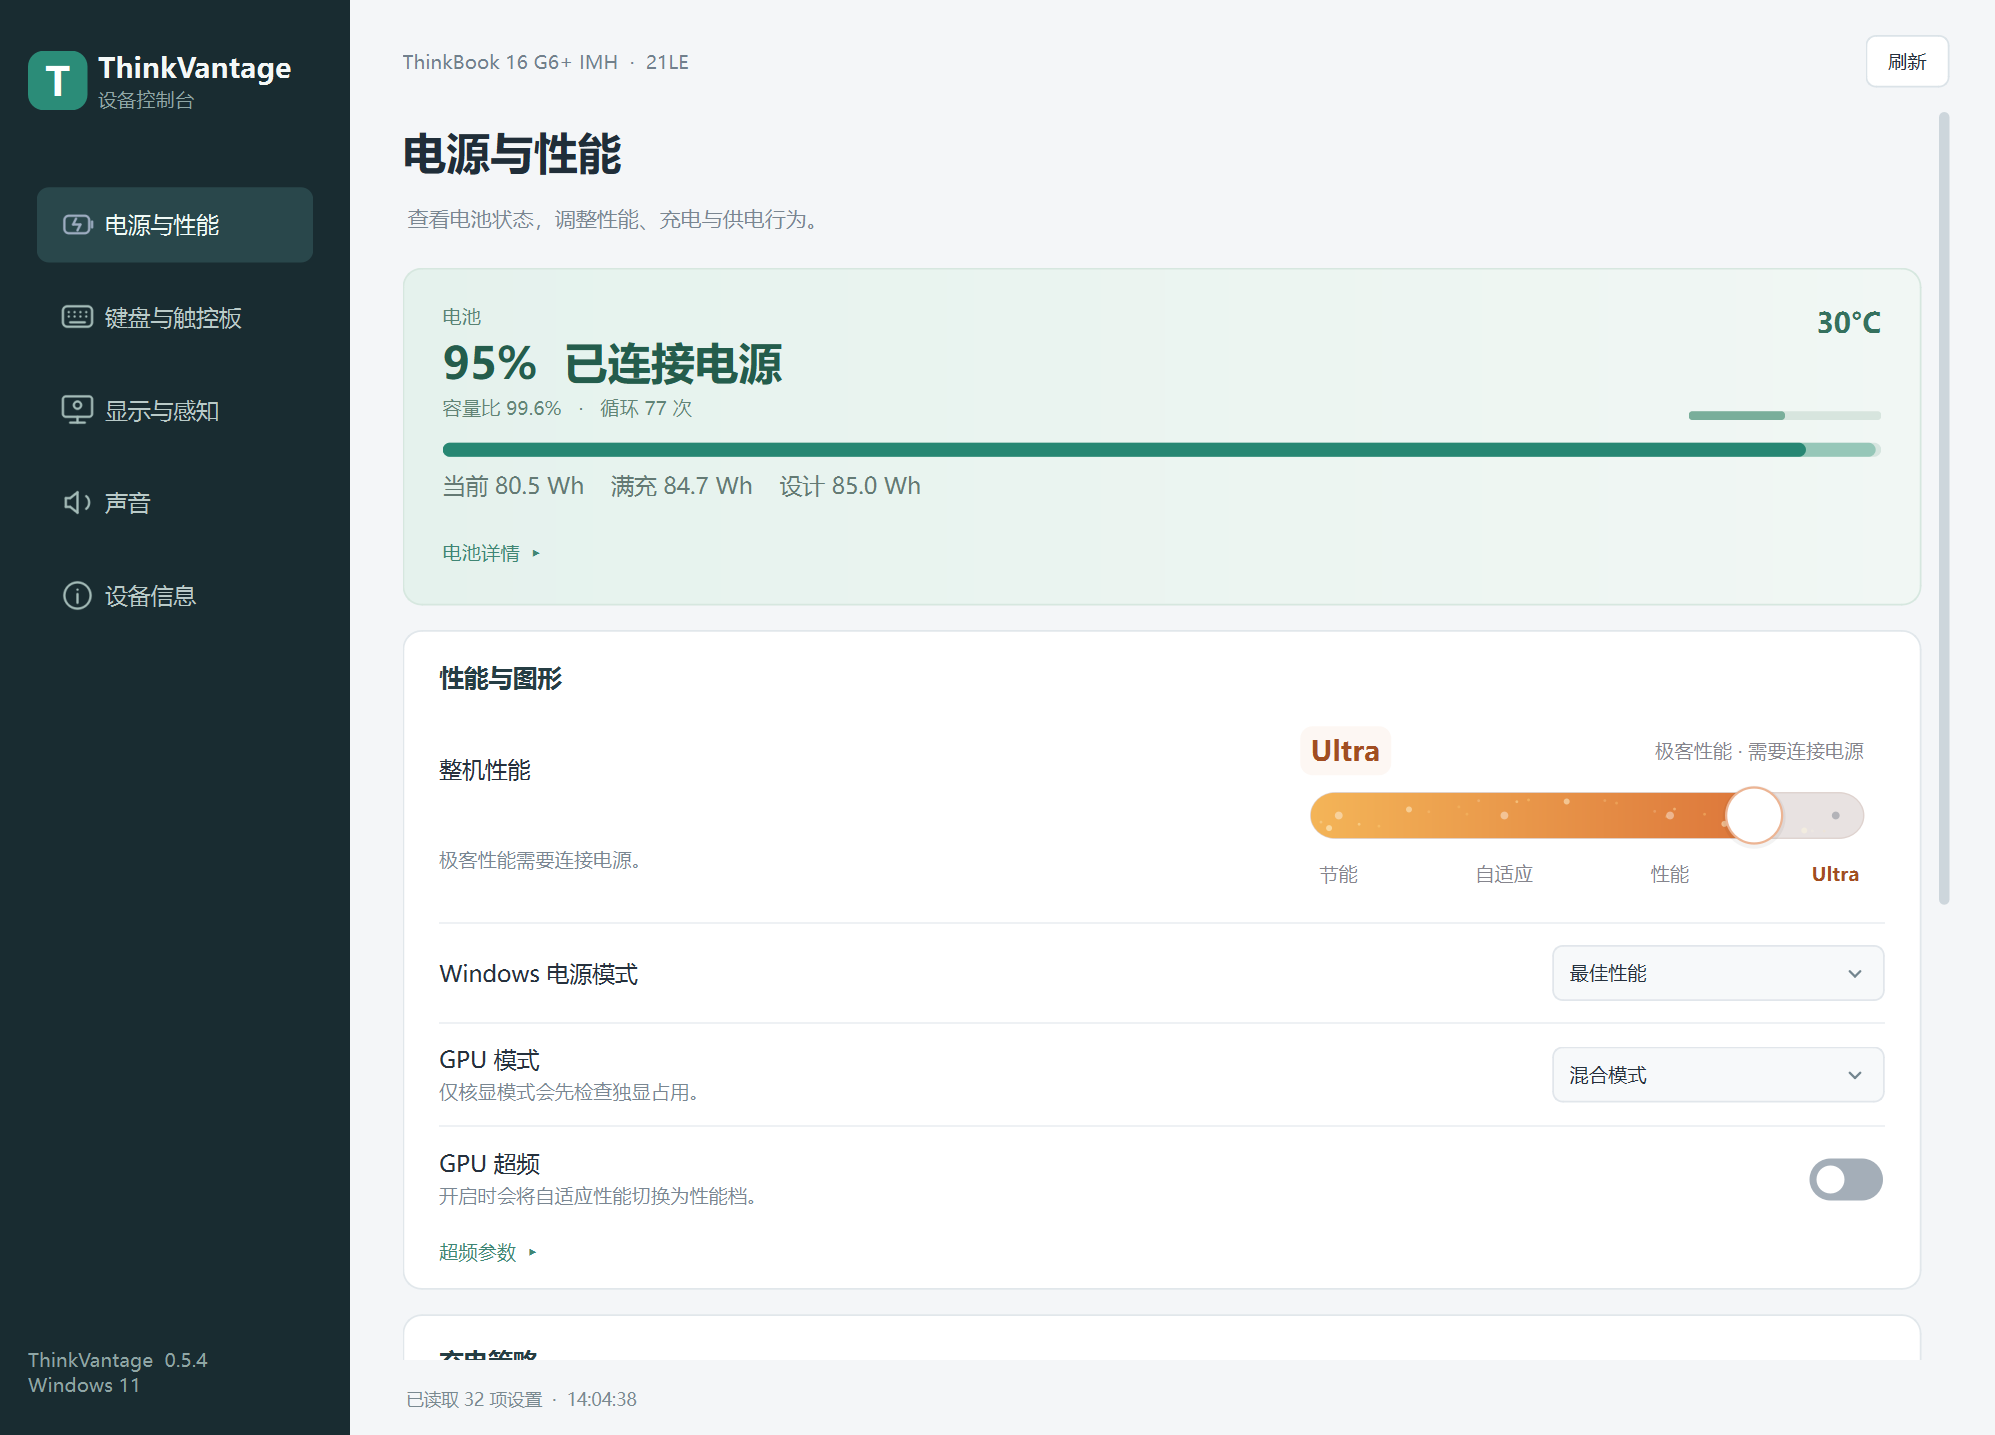 T
ThinkVantage
设备控制台
电源与性能
键盘与触控板
显示与感知
声音
设备信息
ThinkVantage 0.5.4
Windows 11
ThinkBook 16 G6+ IMH · 21LE
刷新
电源与性能
查看电池状态，调整性能、充电与供电行为。
电池
30°C
95% 已连接电源
容量比 99.6% · 循环 77 次
当前 80.5 Wh 满充 84.7 Wh 设计 85.0 Wh
电池详情
性能与图形
整机性能
Ultra
极客性能 · 需要连接电源
极客性能需要连接电源。
节能 自适应 性能 Ultra
Windows 电源模式
最佳性能
GPU 模式
仅核显模式会先检查独显占用。
混合模式
GPU 超频
开启时会将自适应性能切换为性能档。
超频参数
充电策略
已读取 32 项设置 · 14:04:38